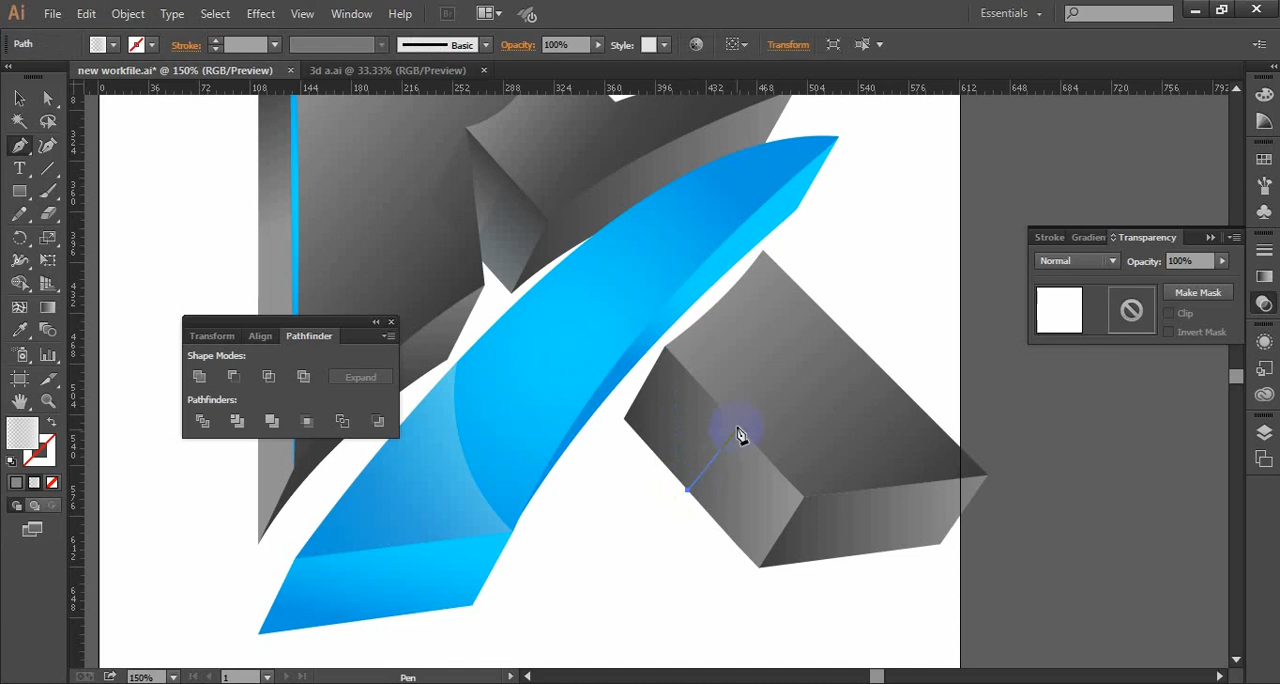 Ai File Edit Object Type Select Effect View Window Help Br Essentials
Path Stroke: Basic Opacity: 100% Style: Transform
new workfile.ai* @ 150% (RGB/Preview) × 3d a.ai @ 33.33% (RGB/Preview) ×
0 36 72 108 144 180 216 252 288 324 360 396 432 468 504 540 576 612 648 684 720 756 792
Stroke Gradien Transparency
Normal Opacity: 100%
Make Mask
Clip
Invert Mask
Transform Align Pathfinder
Shape Modes:
Expand
Pathfinders:
150% 1 Pen